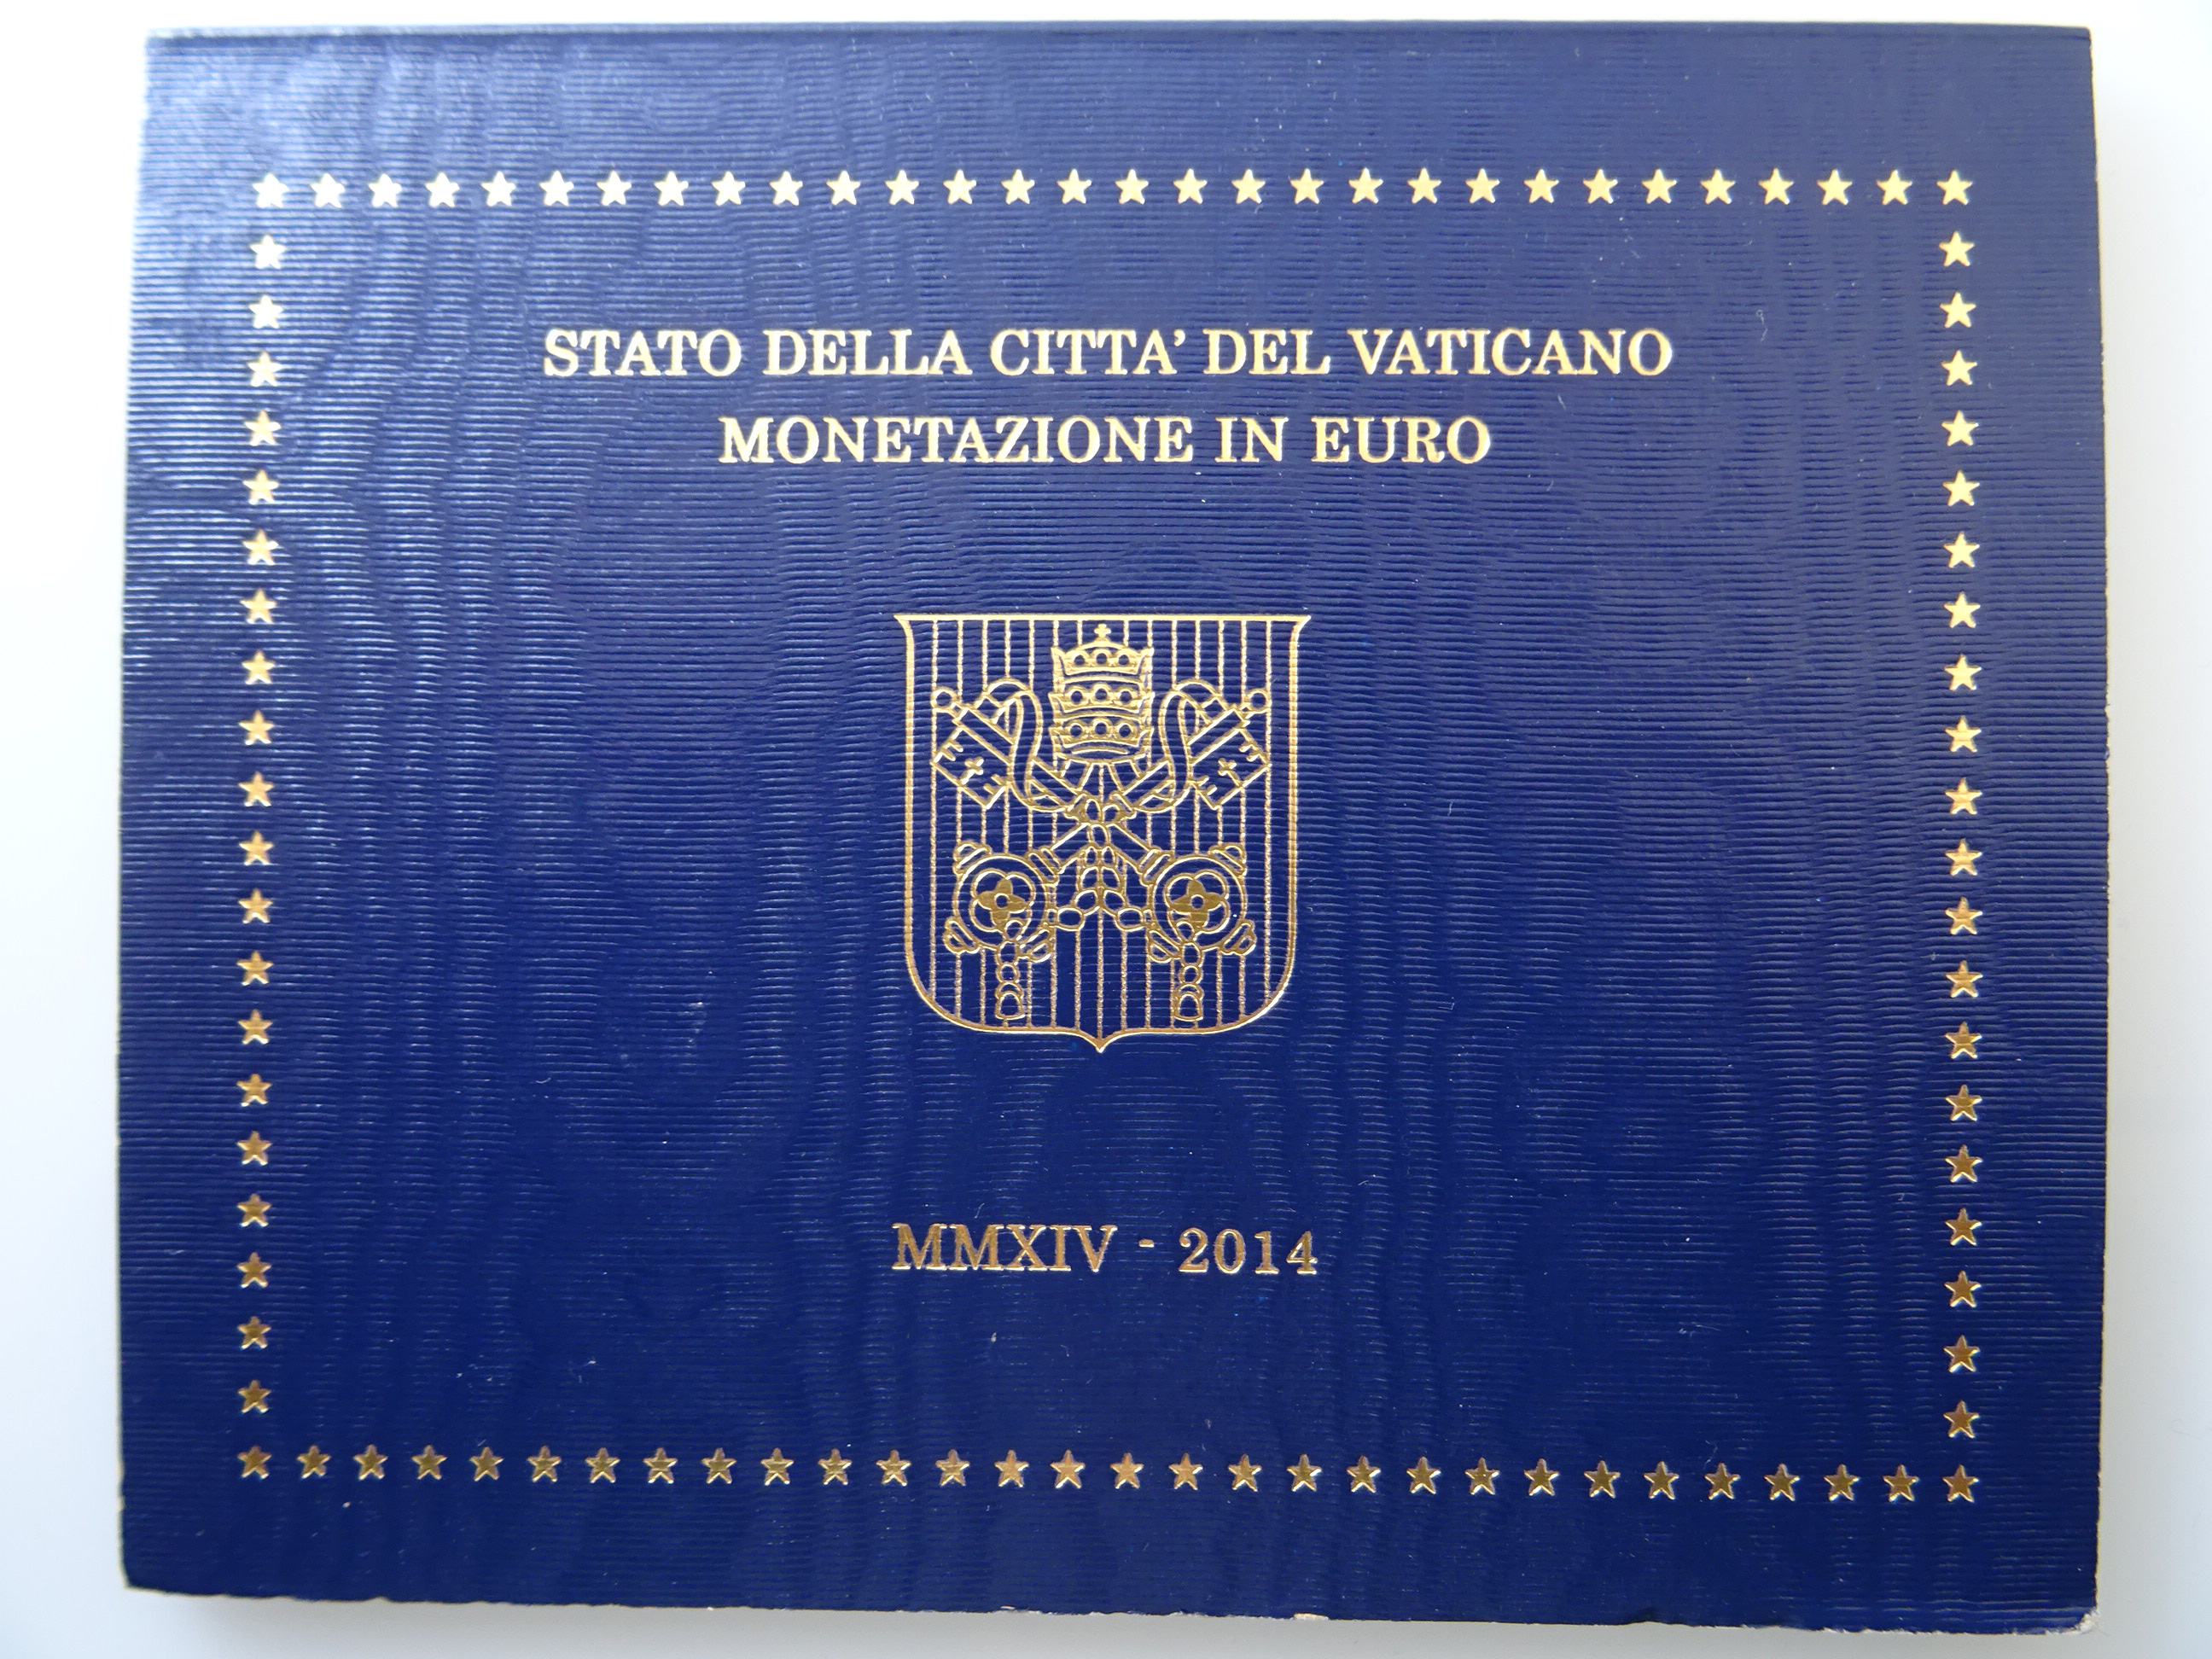 STATO DELLA CITTA' DEL VATICANO
MONETAZIONE IN EURO
MMXIV - 2014